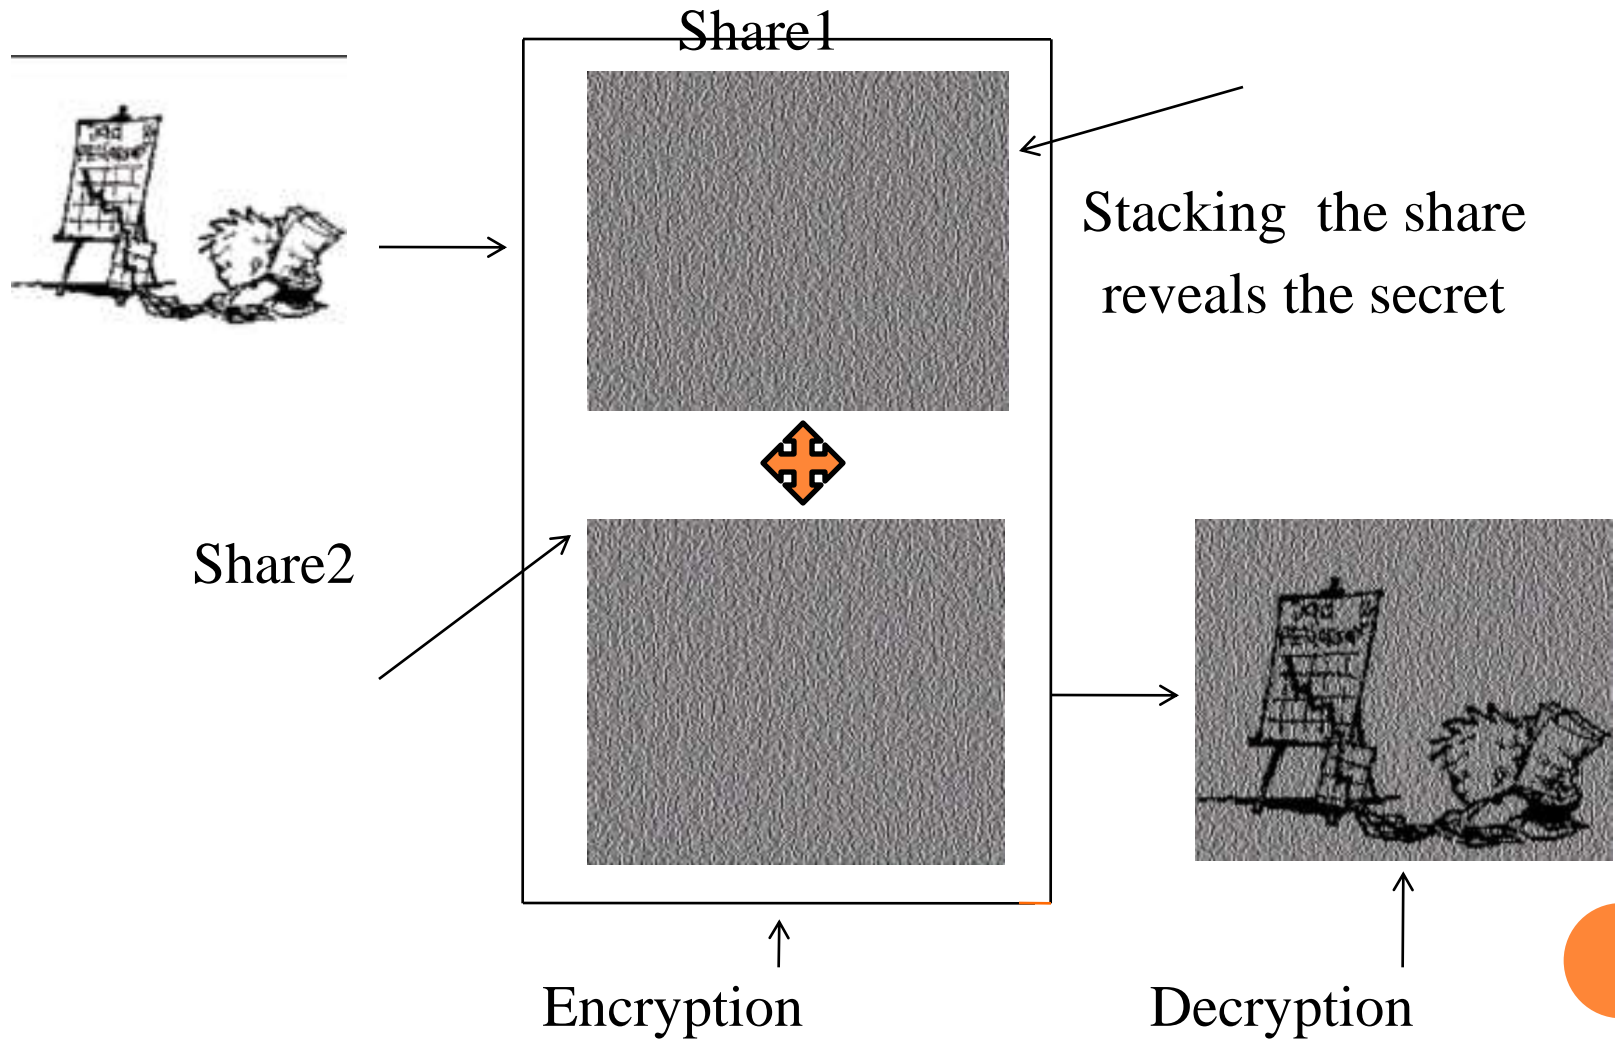 Share1
Stacking the share
reveals the secret
Share2
Encryption
Decryption